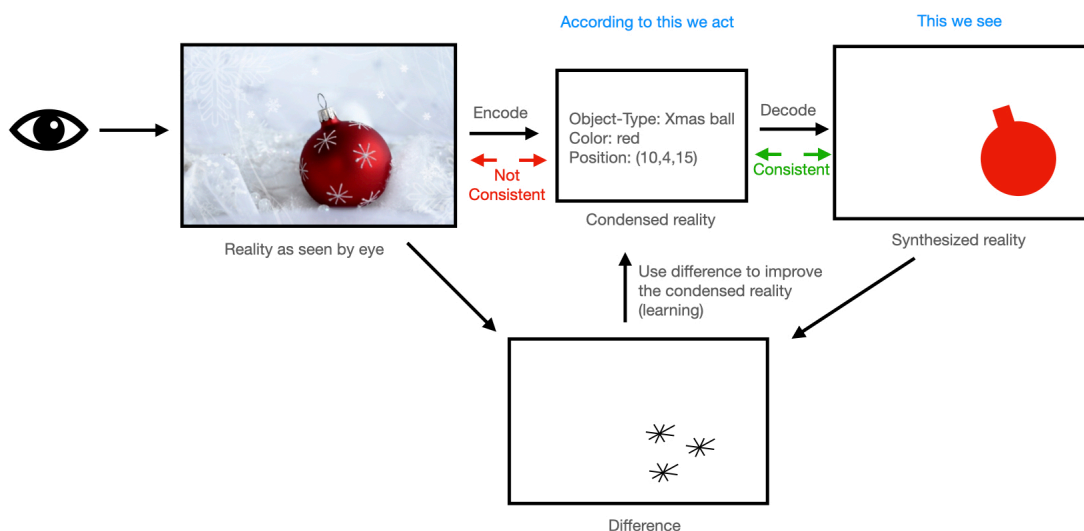 According to this we act
This we see
Encode
Decode
Object-Type: Xmas ball
Color: red
Position: (10,4,15)
Not
Consistent
Consistent
Reality as seen by eye
Condensed reality
Synthesized reality
Use difference to improve
the condensed reality
(learning)
Difference